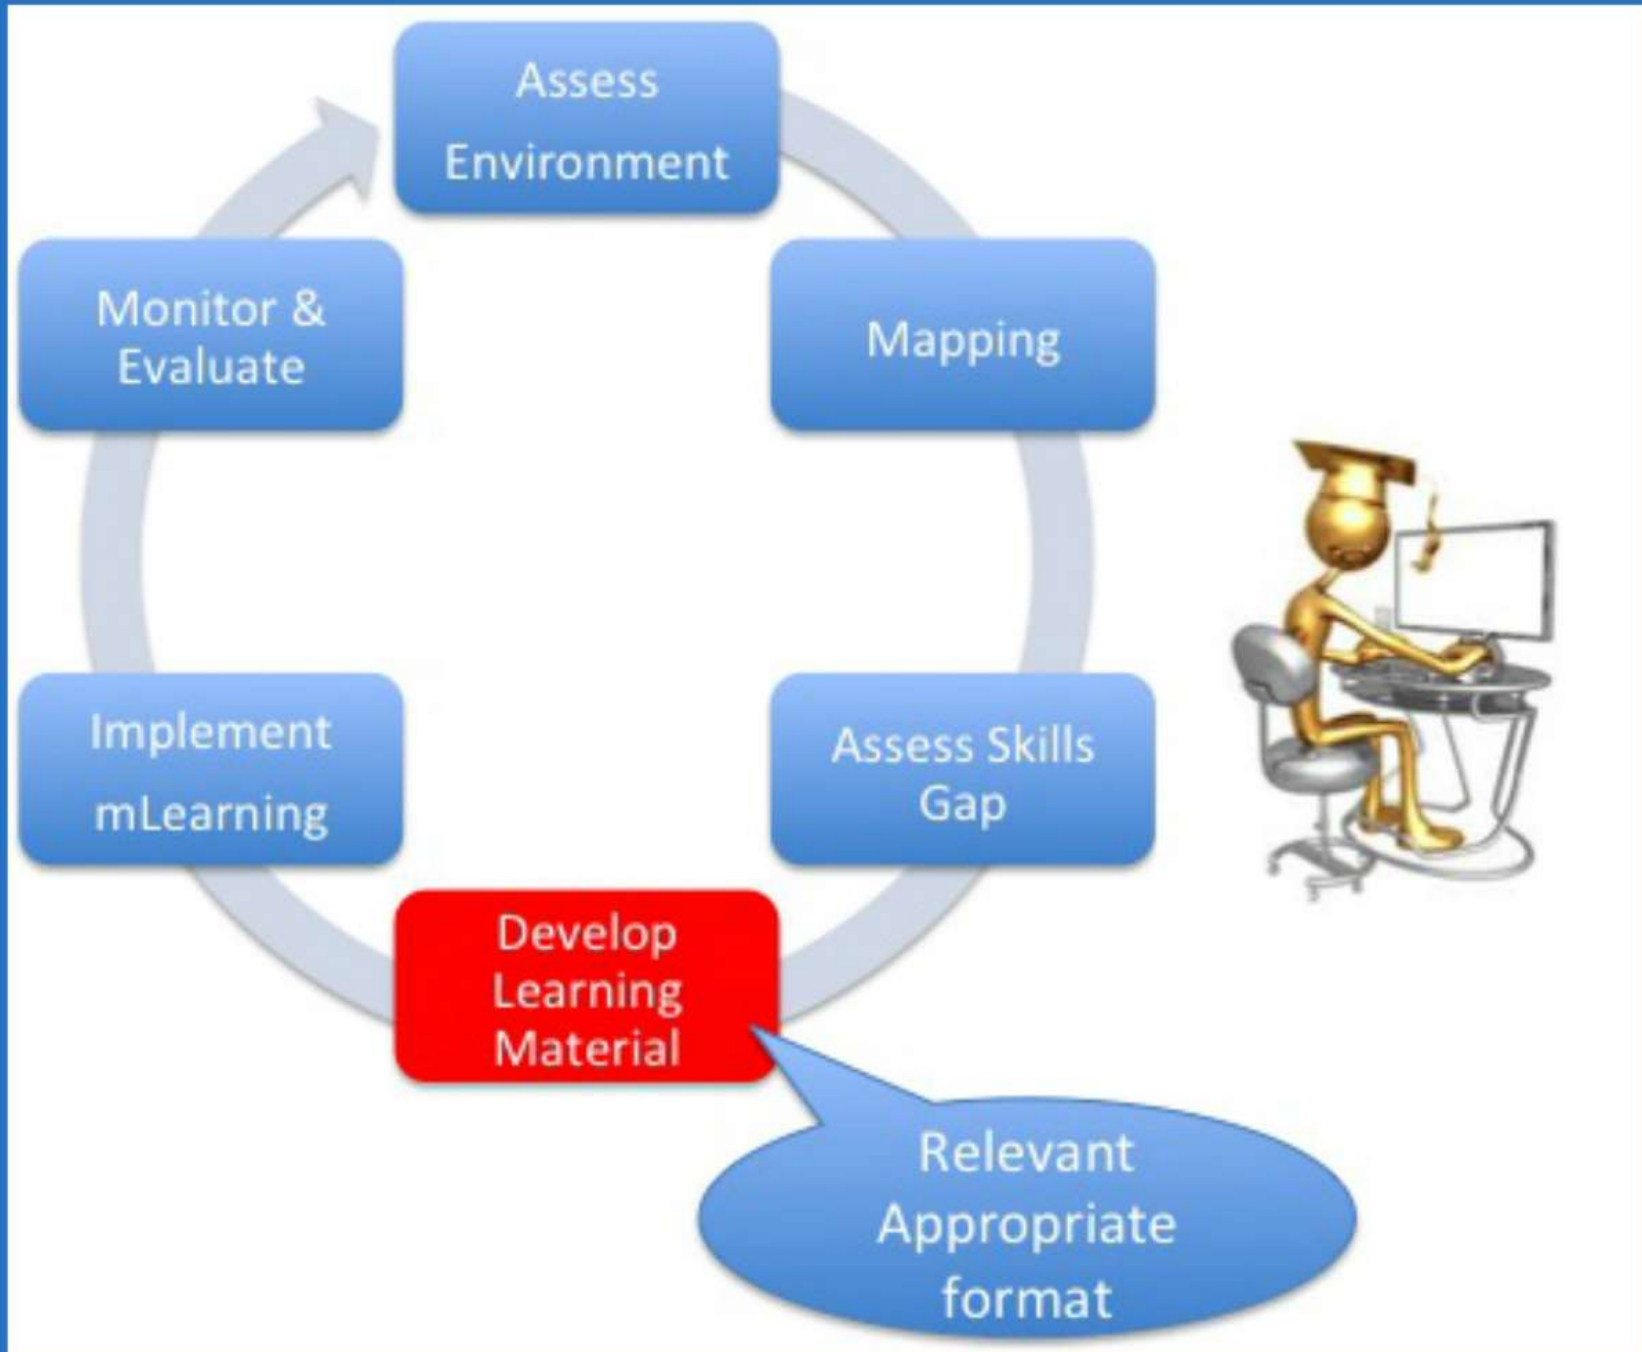 Assess
Environment
Mapping
Assess Skills
Gap
Develop
Learning
Material
Relevant
Appropriate
format
Implement
mLearning
Monitor &
Evaluate